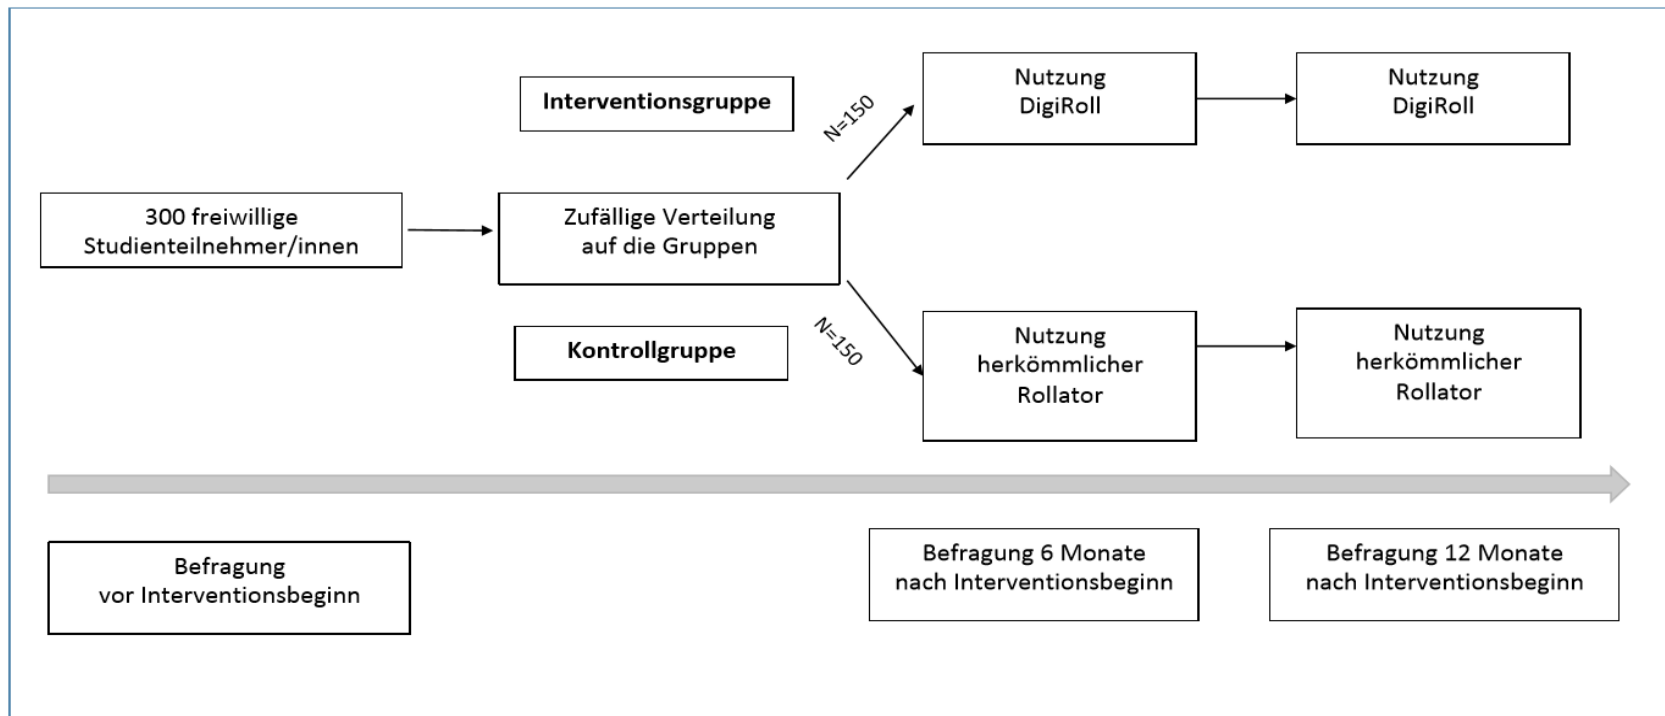 Interventionsgruppe
N=150
Nutzung
DigiRoll
Nutzung
DigiRoll
300 freiwillige
Studienteilnehmer/innen
Zufällige Verteilung
auf die Gruppen
Kontrollgruppe
N=150
Nutzung
herkömmlicher
Rollator
Nutzung
herkömmlicher
Rollator
Befragung
vor Interventionsbeginn
Befragung 6 Monate
nach Interventionsbeginn
Befragung 12 Monate
nach Interventionsbeginn